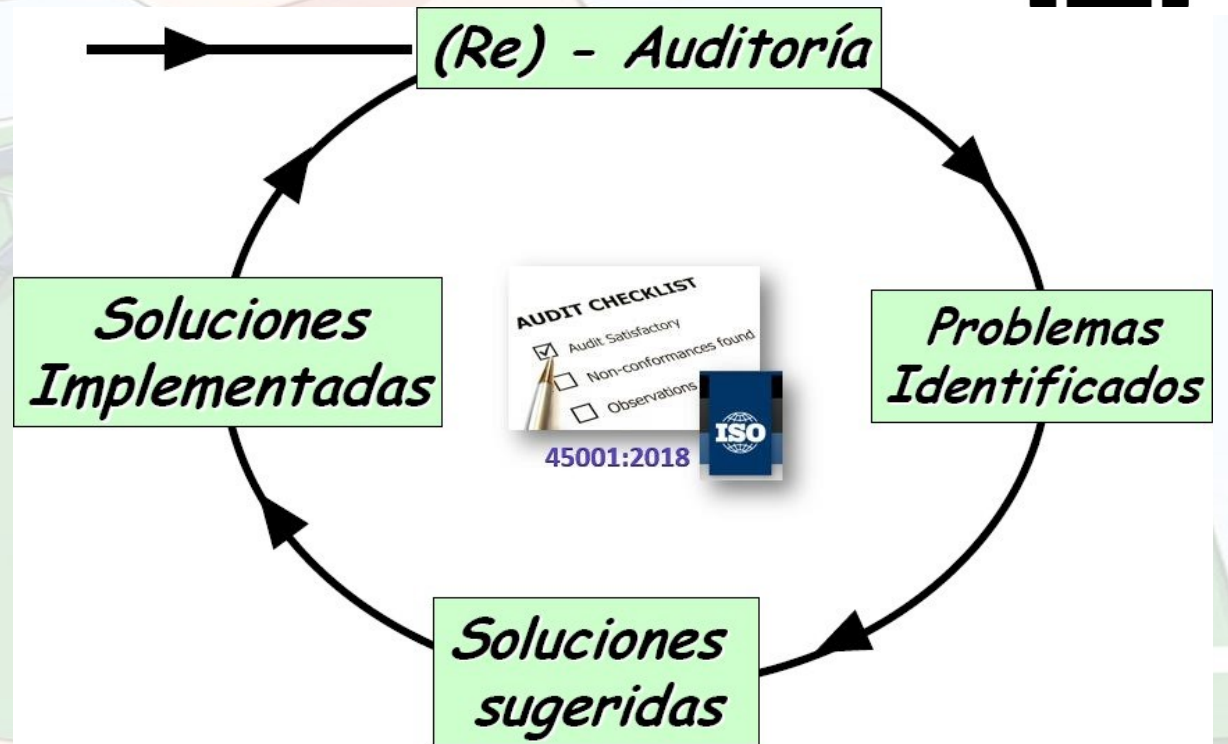 (Re) - Auditoría
Soluciones
Implementadas
AUDIT CHECKLIST
Audit Satisfactory
Non-conformances found
Observations
ISO
45001:2018
Problemas
Identificados
Soluciones
sugeridas